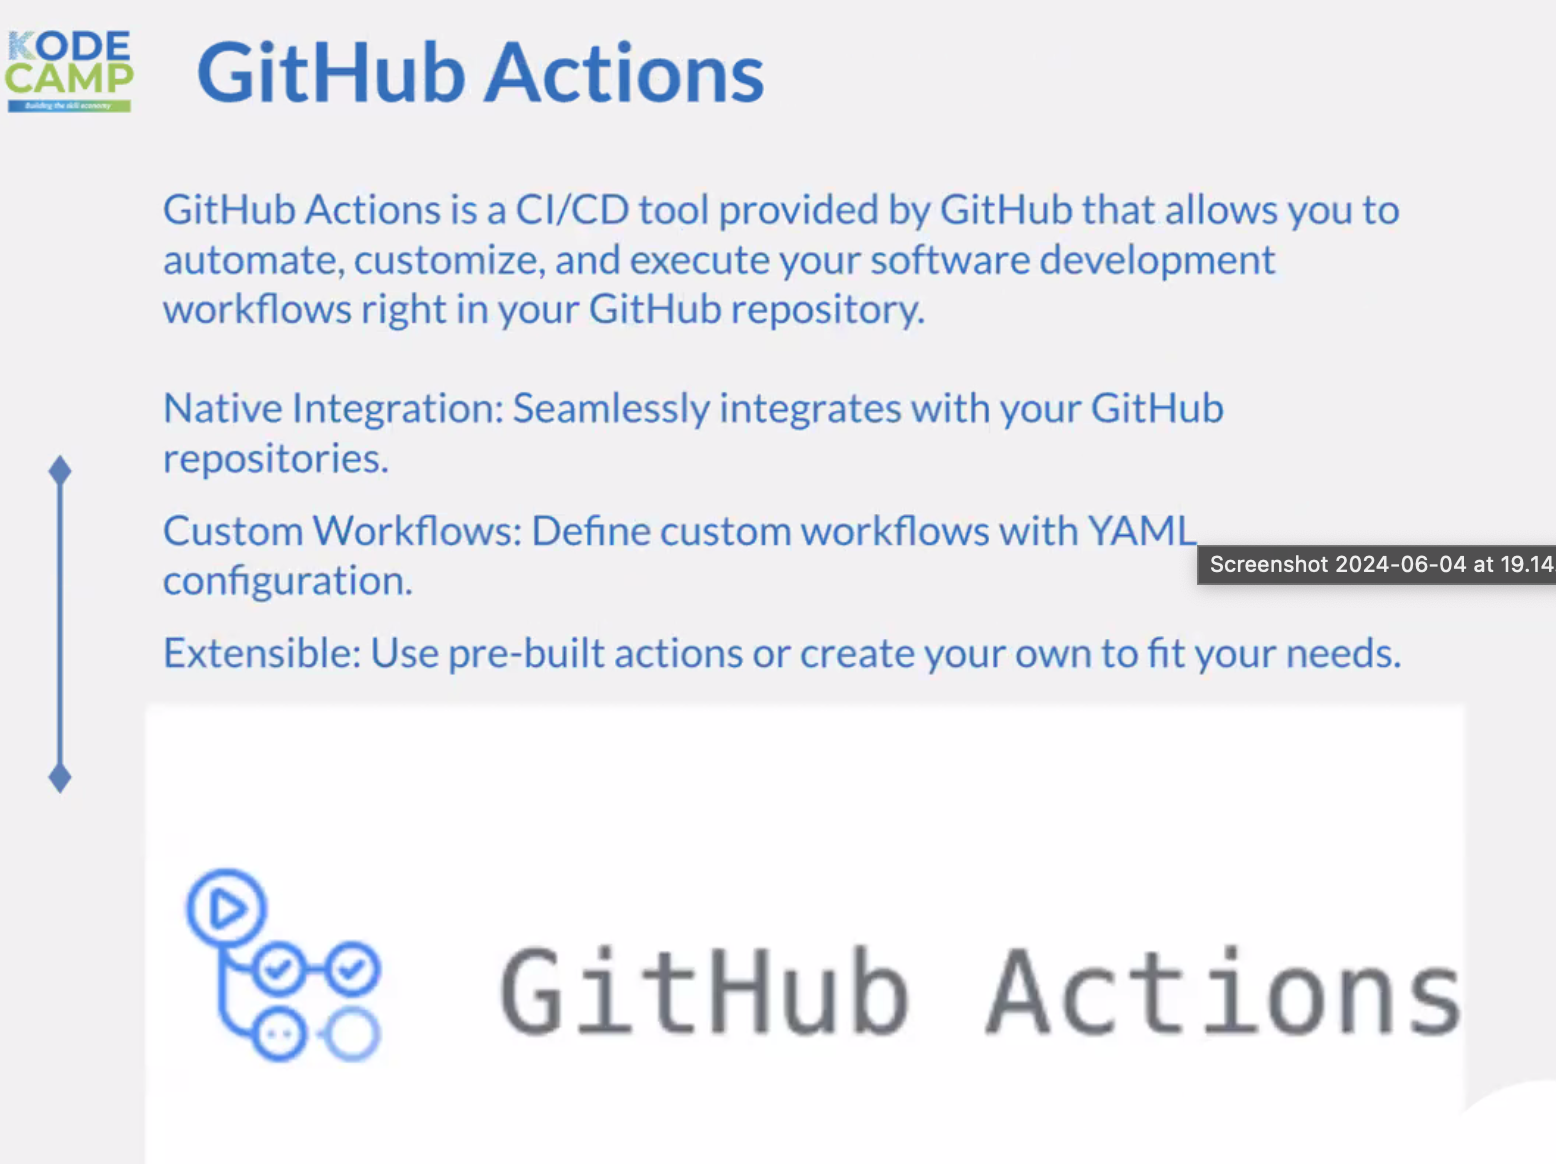 KODE
CAMP
Building the skill economy
GitHub Actions
GitHub Actions is a CI/CD tool provided by GitHub that allows you to
automate, customize, and execute your software development
workflows right in your GitHub repository.
Native Integration: Seamlessly integrates with your GitHub
repositories.
Custom Workflows: Define custom workflows with YAML
configuration.
Screenshot 2024-06-04 at 19.14
Extensible: Use pre-built actions or create your own to fit your needs.
GitHub Actions